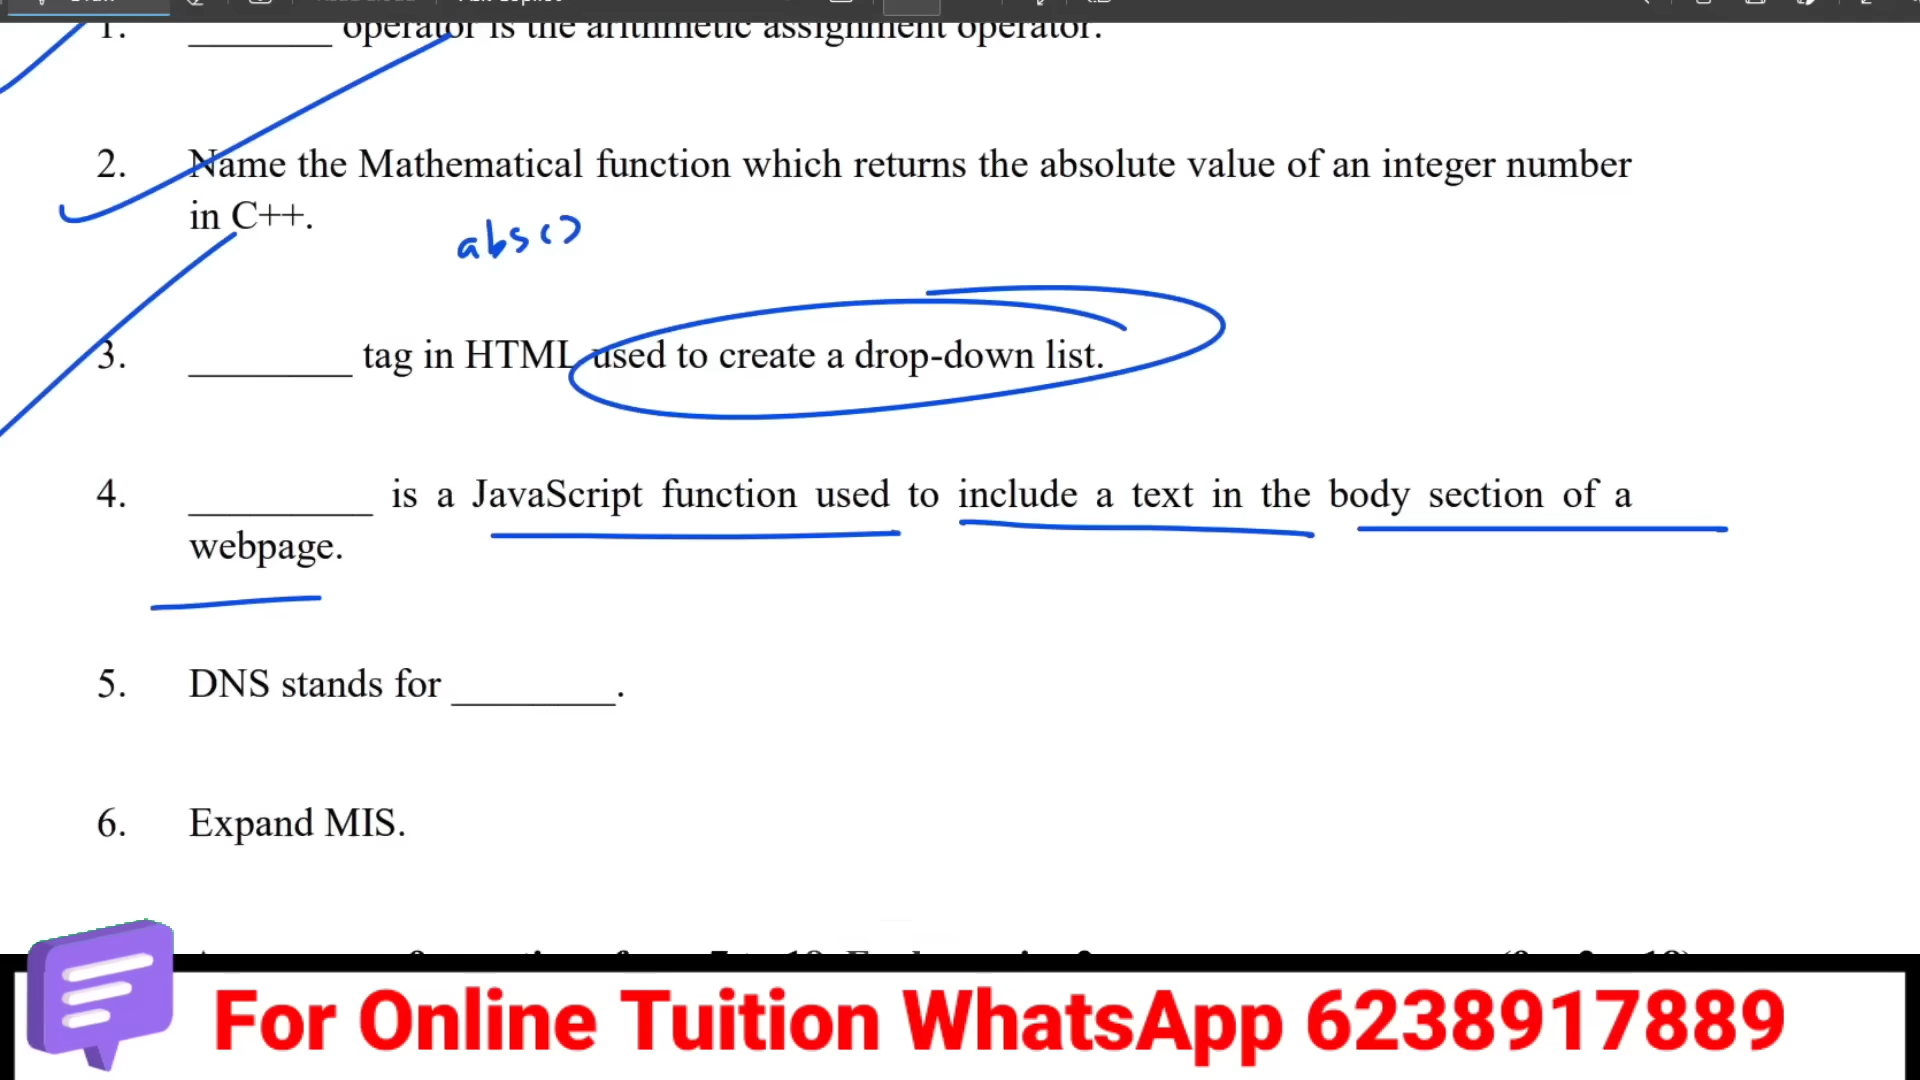 1. ________ operator is the arithmetic assignment operator.
2. Name the Mathematical function which returns the absolute value of an integer number
in C++.
abs()
3. ________ tag in HTML used to create a drop-down list.
4. _________ is a JavaScript function used to include a text in the body section of a
webpage.
5. DNS stands for ________.
6. Expand MIS.
For Online Tuition WhatsApp 6238917889